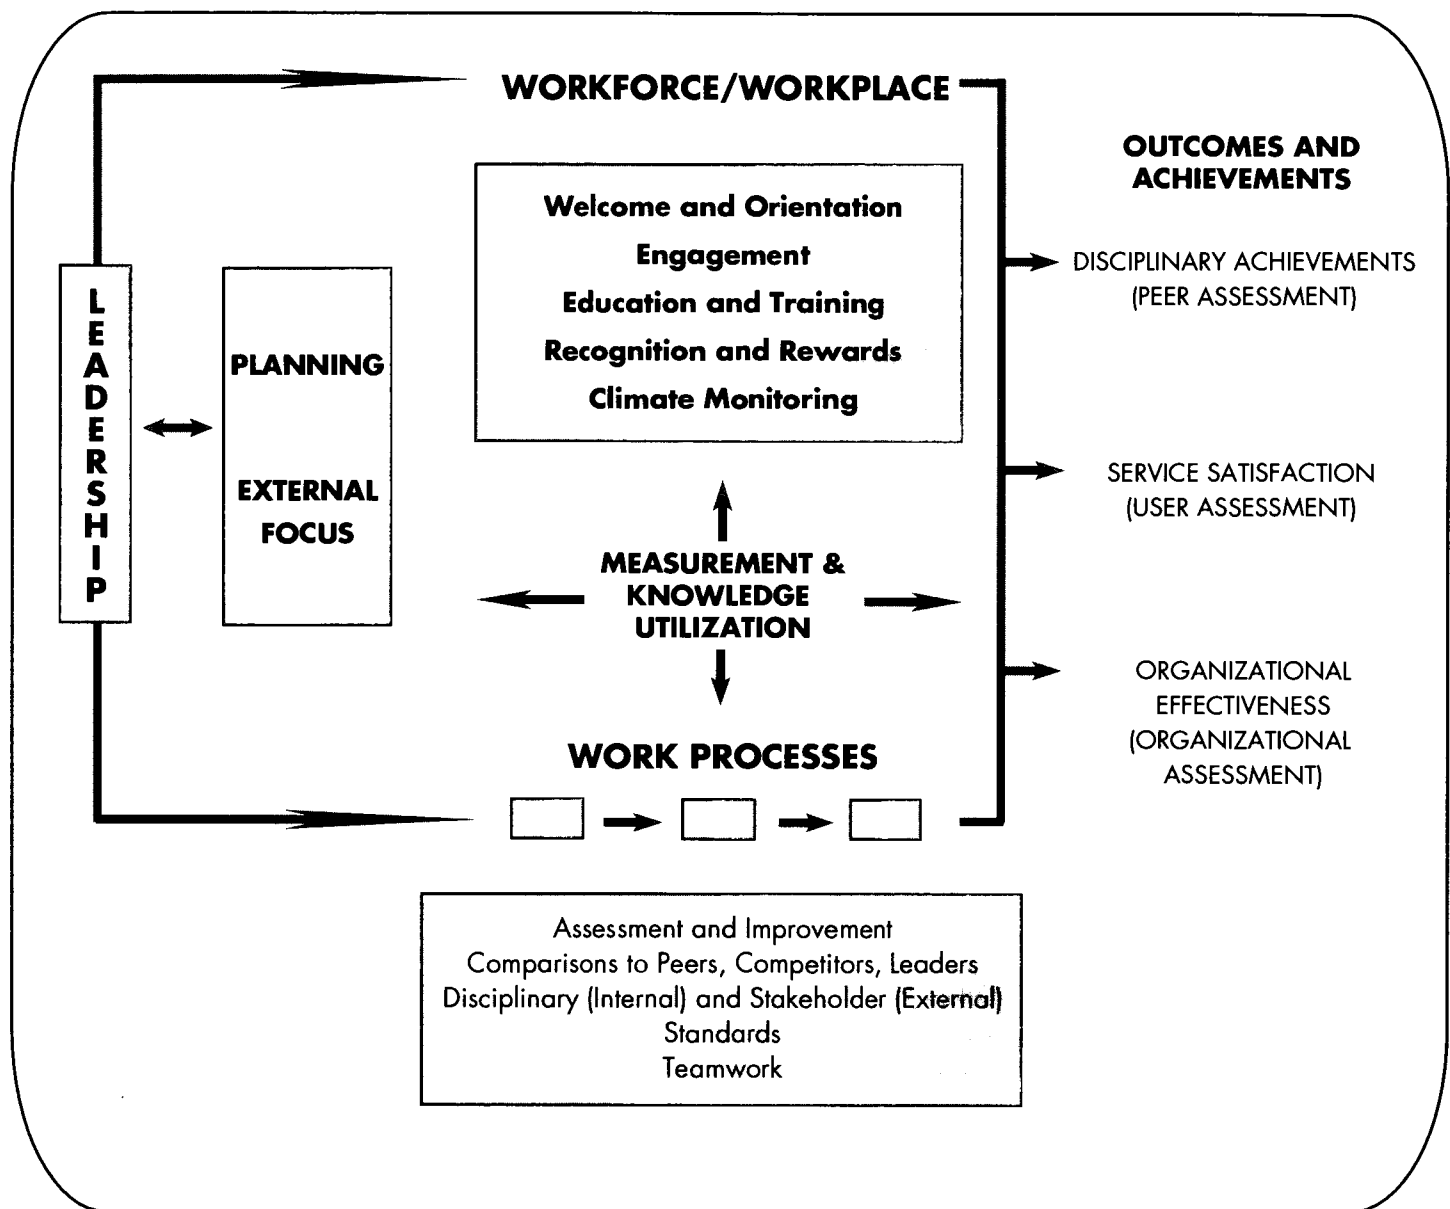 WORKFORCE/WORKPLACE
Welcome and Orientation
Engagement
Education and Training
Recognition and Rewards
Climate Monitoring
LEADERSHIP
PLANNING
EXTERNAL
FOCUS
MEASUREMENT &
KNOWLEDGE
UTILIZATION
WORK PROCESSES
Assessment and Improvement
Comparisons to Peers, Competitors, Leaders
Disciplinary (Internal) and Stakeholder (External)
Standards
Teamwork
OUTCOMES AND
ACHIEVEMENTS
DISCIPLINARY ACHIEVEMENTS
(PEER ASSESSMENT)
SERVICE SATISFACTION
(USER ASSESSMENT)
ORGANIZATIONAL
EFFECTIVENESS
(ORGANIZATIONAL
ASSESSMENT)